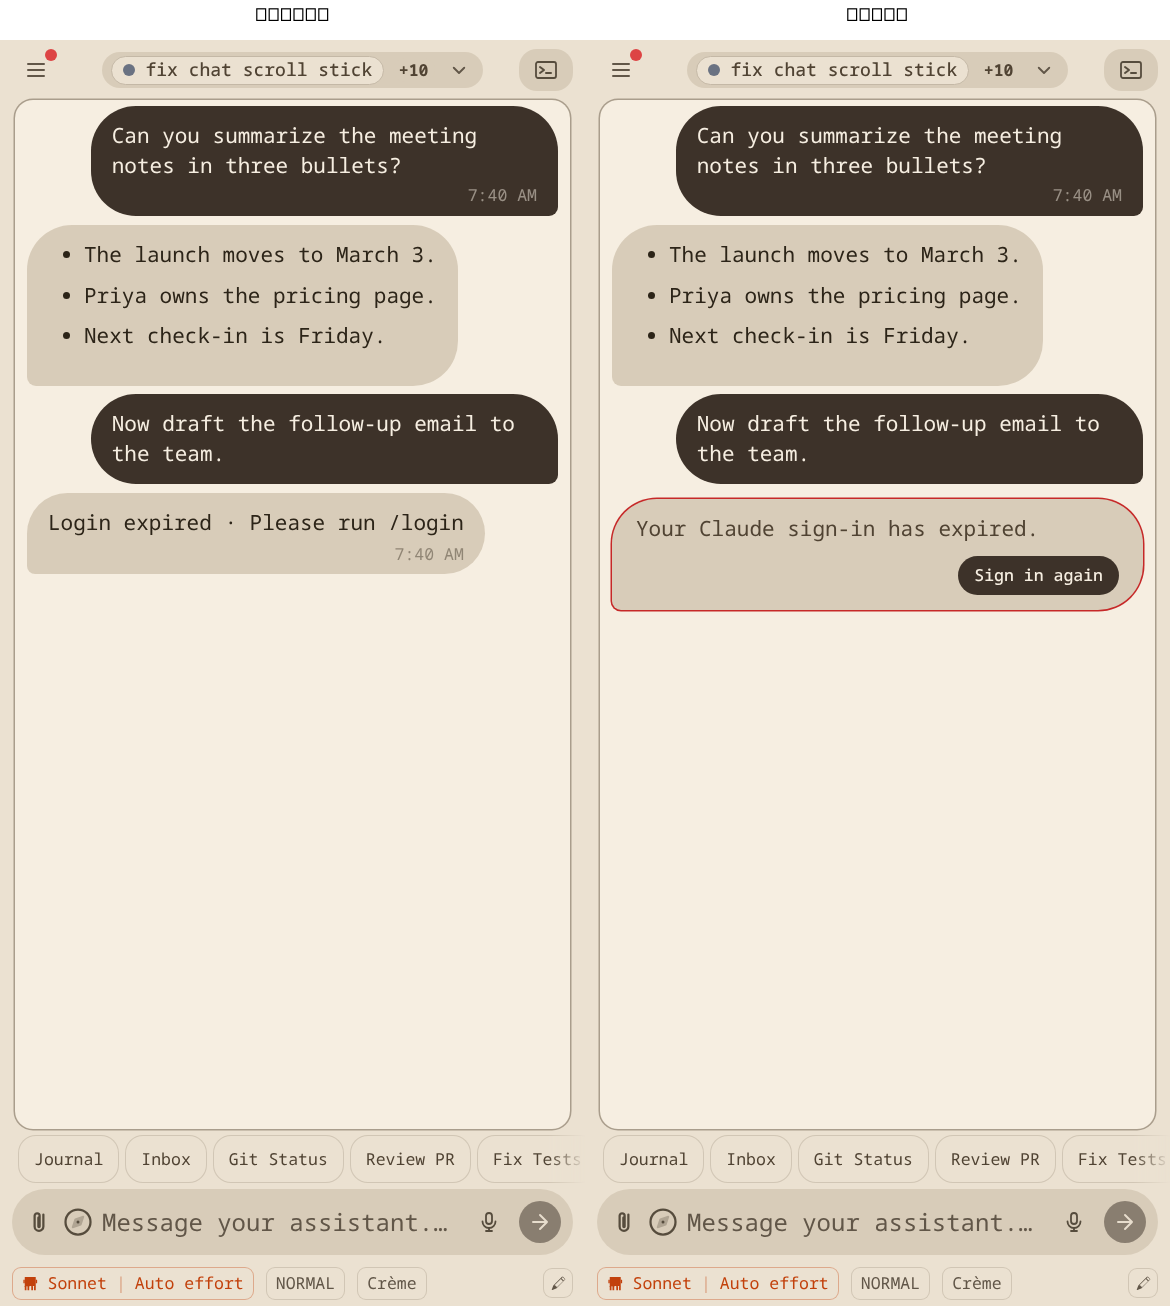 fix chat scroll stick +10
Can you summarize the meeting
notes in three bullets?
7:40 AM
• The launch moves to March 3.
• Priya owns the pricing page.
• Next check-in is Friday.
Now draft the follow-up email to
the team.
Login expired · Please run /login
7:40 AM
Journal Inbox Git Status Review PR Fix Tests
Message your assistant.…
Sonnet | Auto effort NORMAL Crème
fix chat scroll stick +10
Can you summarize the meeting
notes in three bullets?
7:40 AM
• The launch moves to March 3.
• Priya owns the pricing page.
• Next check-in is Friday.
Now draft the follow-up email to
the team.
Your Claude sign-in has expired.
Sign in again
Journal Inbox Git Status Review PR Fix Tests
Message your assistant.…
Sonnet | Auto effort NORMAL Crème